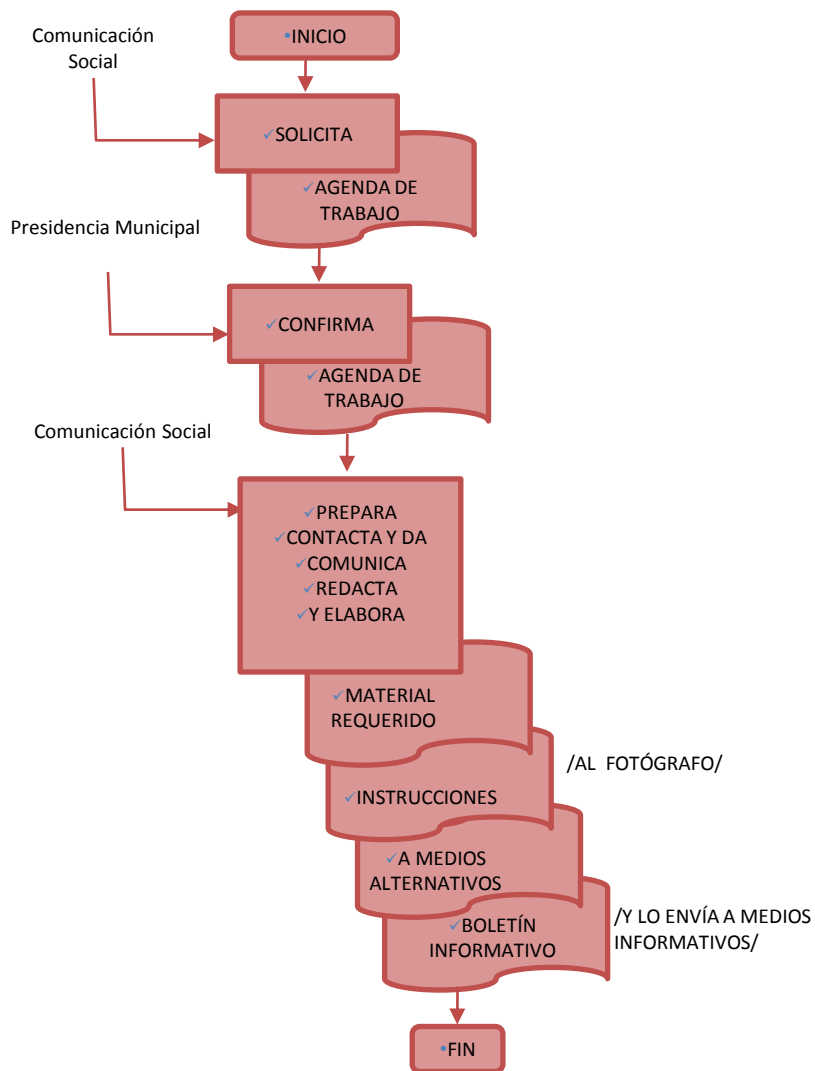 Comunicación
Social
•INICIO
✓SOLICITA
✓AGENDA DE
TRABAJO
Presidencia Municipal
✓CONFIRMA
✓AGENDA DE
TRABAJO
Comunicación Social
✓PREPARA
✓CONTACTA Y DA
✓COMUNICA
✓REDACTA
✓Y ELABORA
✓MATERIAL
REQUERIDO
/AL FOTÓGRAFO/
✓INSTRUCCIONES
✓A MEDIOS
ALTERNATIVOS
✓BOLETÍN
INFORMATIVO
/Y LO ENVÍA A MEDIOS
INFORMATIVOS/
•FIN